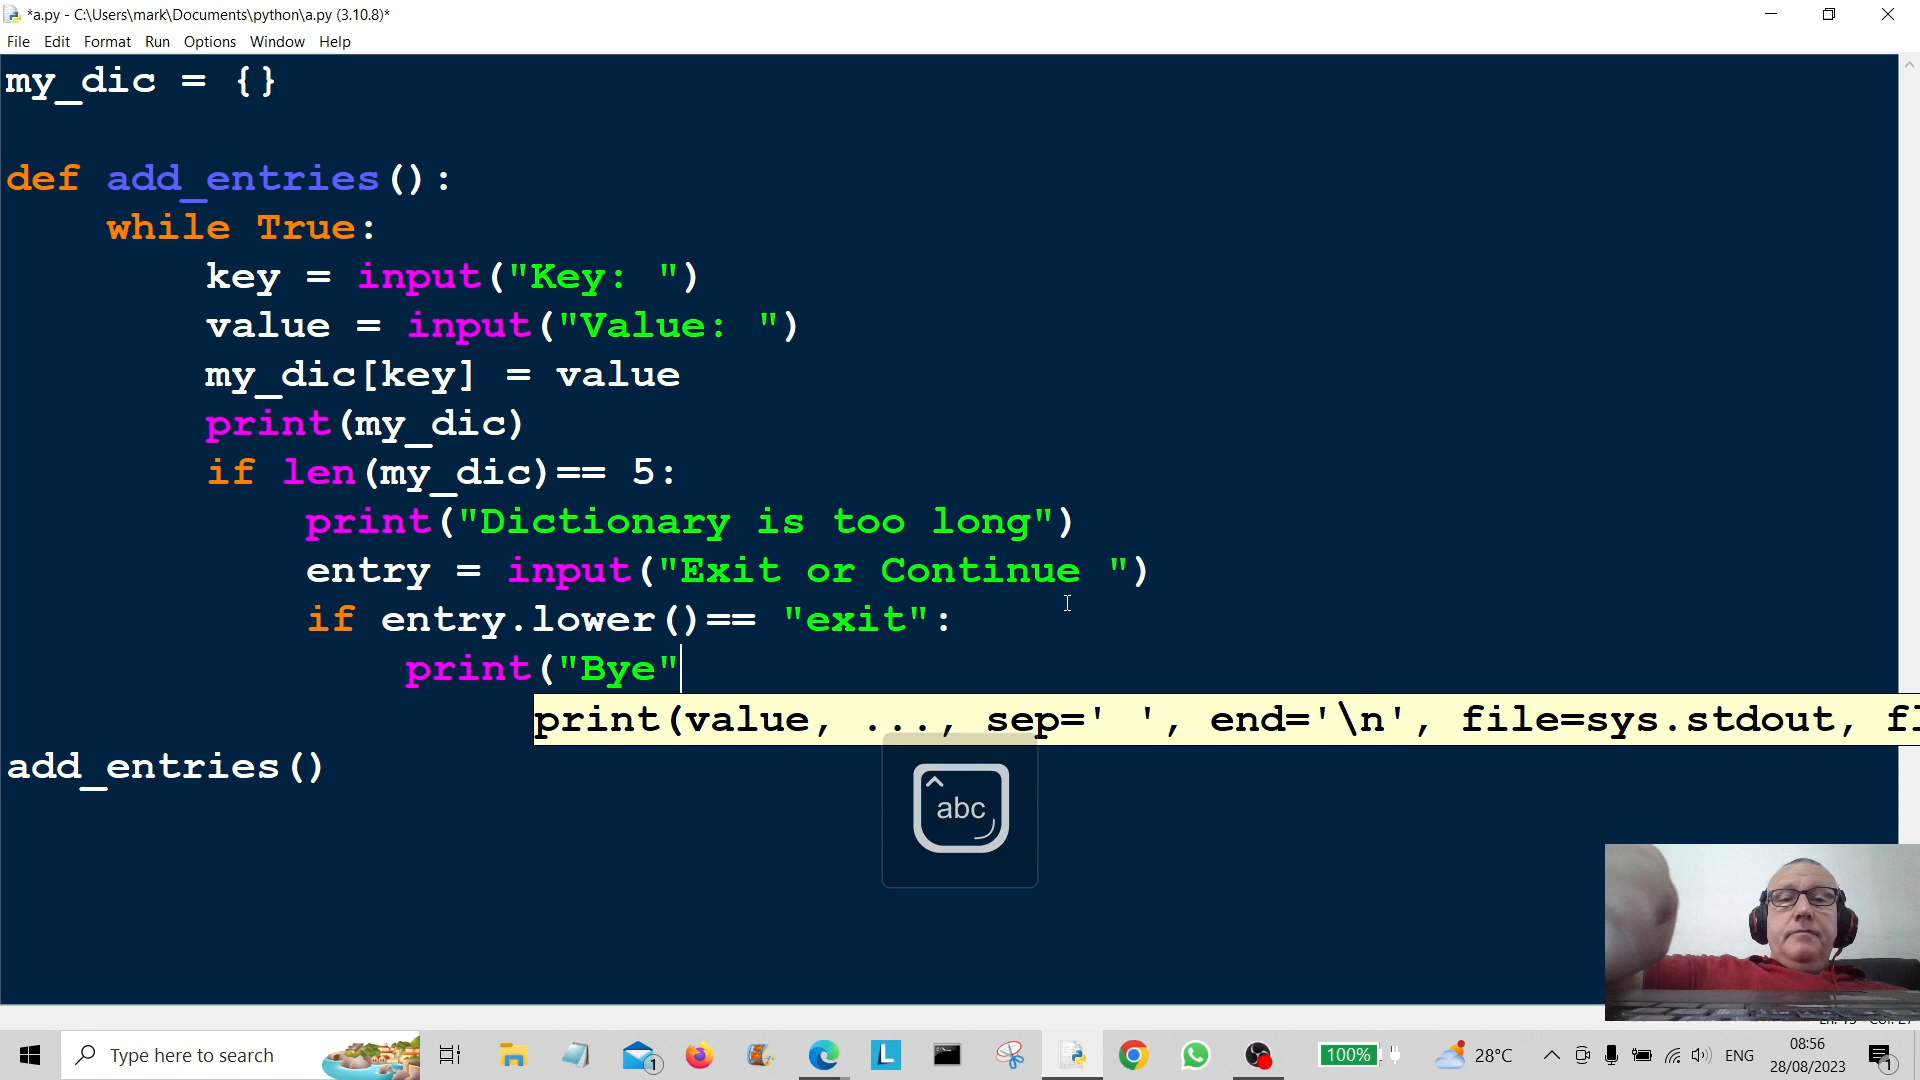 *a.py - C:\Users\mark\Documents\python\a.py (3.10.8)*
File Edit Format Run Options Window Help
my_dic = {}
def add_entries():
while True:
key = input("Key: ")
value = input("Value: ")
my_dic[key] = value
print(my_dic)
if len(my_dic)== 5:
print("Dictionary is too long")
entry = input("Exit or Continue ")
if entry.lower()== "exit":
print("Bye"
print(value, ..., sep=' ', end='\n', file=sys.stdout, fl
add_entries()
abc
Type here to search
1
L
100%
28°C
ENG
08:56
28/08/2023
1